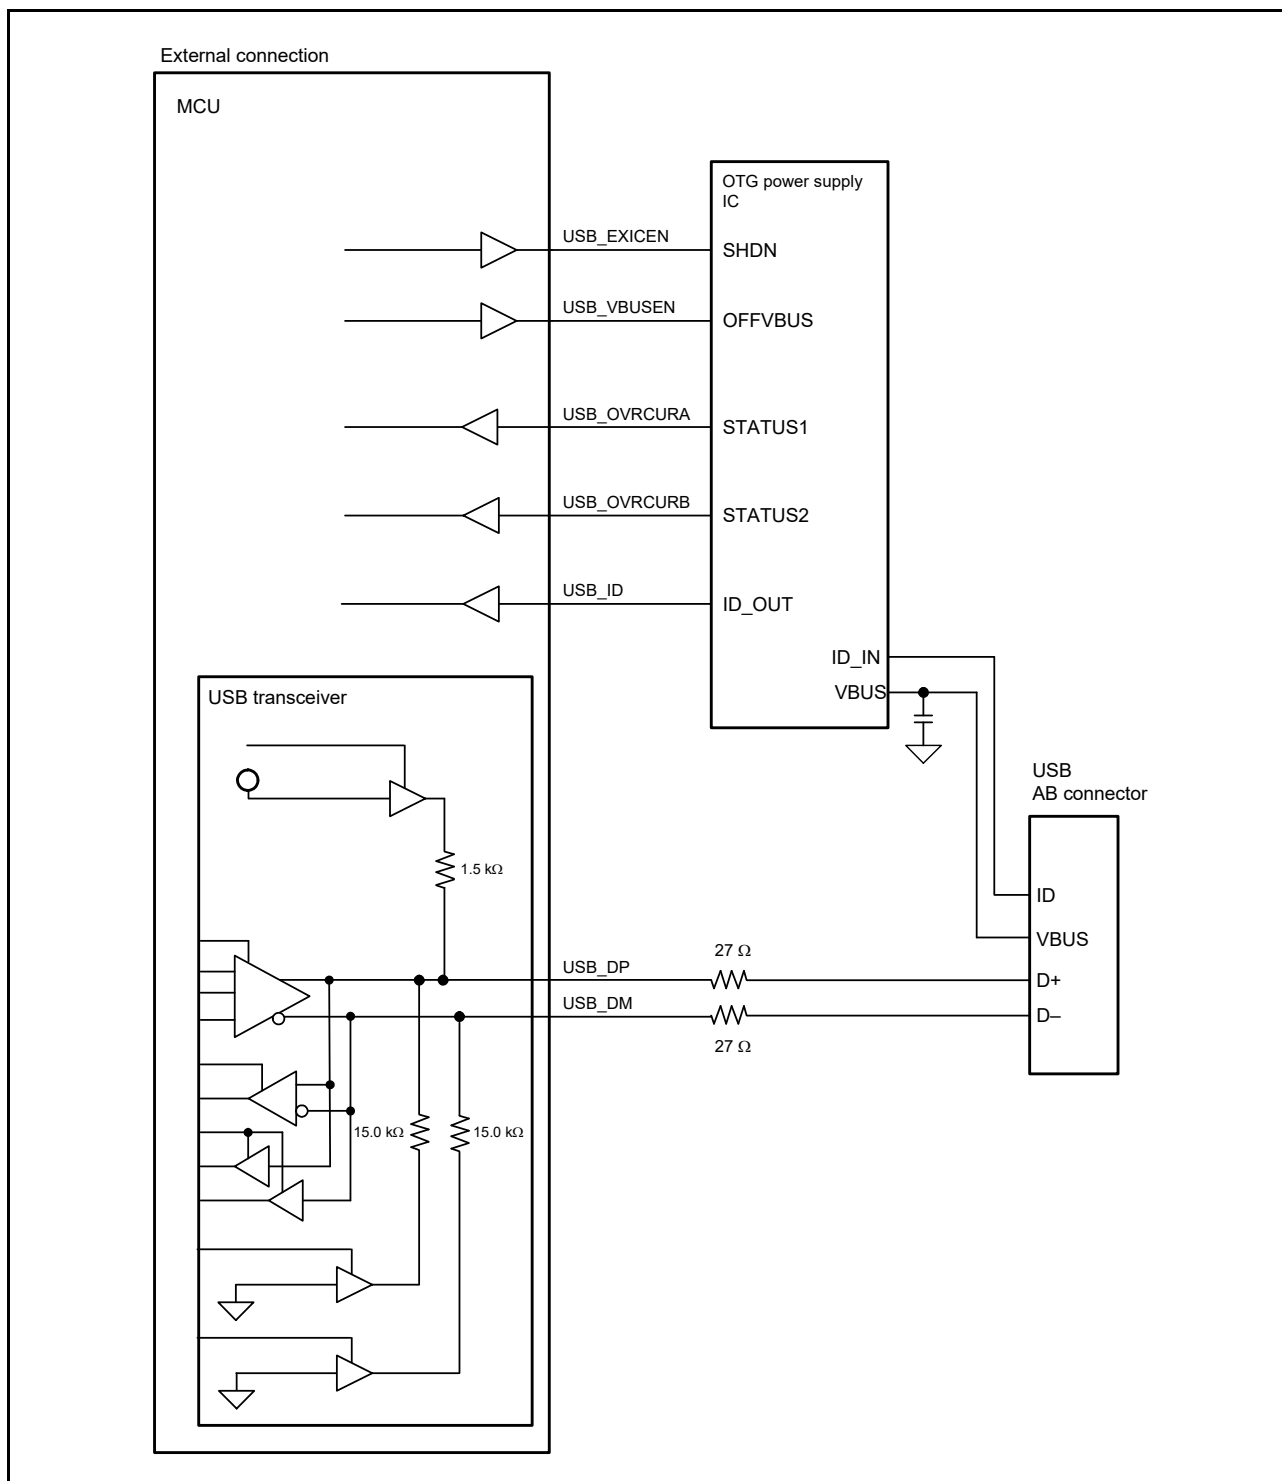 External connection
MCU
OTG power supply
IC
USB_EXICEN
SHDN
USB_VBUSEN
OFFVBUS
USB_OVRCURA
STATUS1
USB_OVRCURB
STATUS2
USB_ID
ID_OUT
ID_IN
VBUS
USB transceiver
USB
AB connector
1.5 kΩ
ID
VBUS
27 Ω
USB_DP
D+
USB_DM
D–
27 Ω
15.0 kΩ
15.0 kΩ